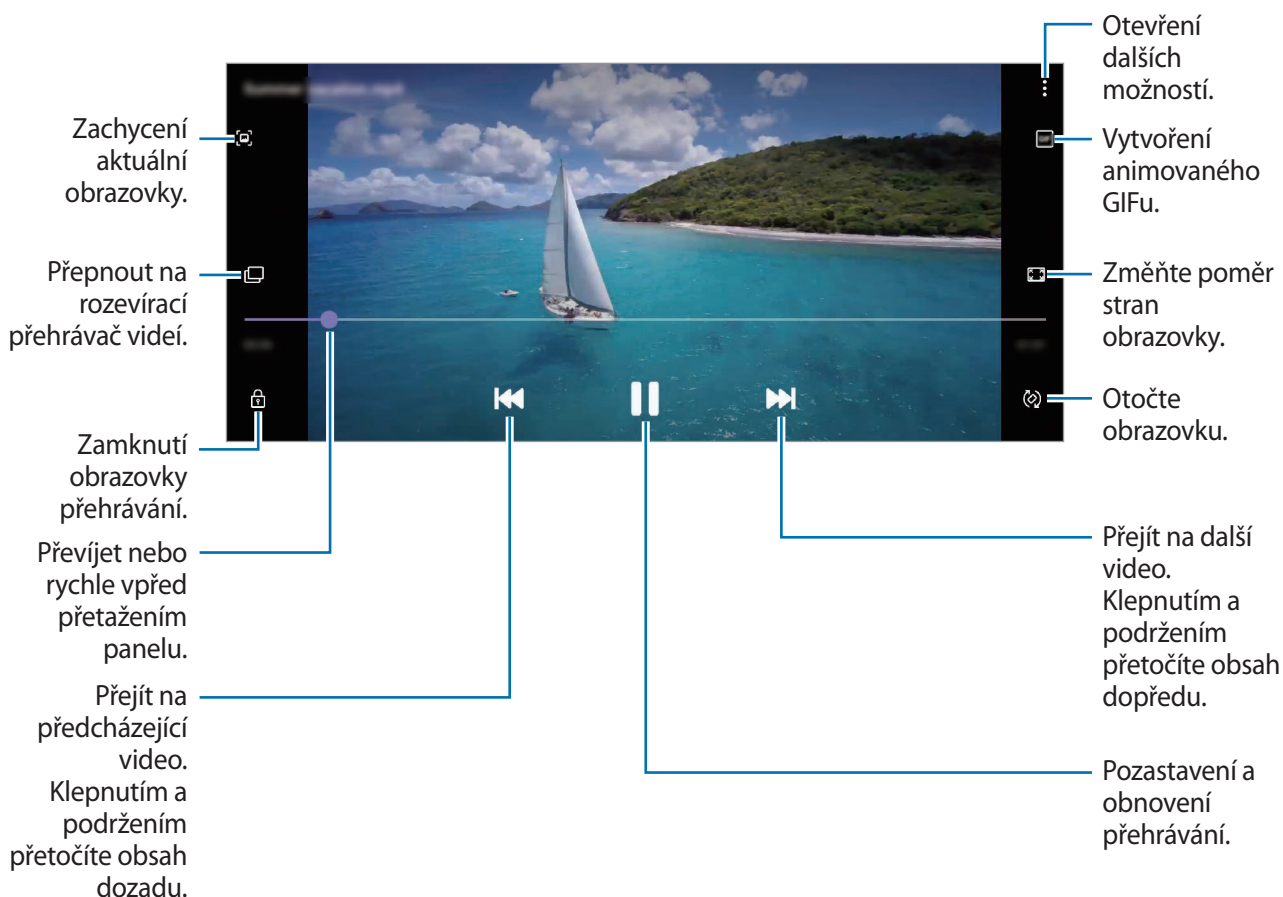 Otevření
dalších
možností.
Zachycení
aktuální
obrazovky.
Vytvoření
animovaného
GIFu.
Přepnout na
rozevírací
přehrávač videí.
Změňte poměr
stran
obrazovky.
Zamknutí
obrazovky
přehrávání.
Otočte
obrazovku.
Převíjet nebo
rychle vpřed
přetažením
panelu.
Přejít na další
video.
Klepnutím a
podržením
přetočíte obsah
dopředu.
Přejít na
předcházející
video.
Klepnutím a
podržením
přetočíte obsah
dozadu.
Pozastavení a
obnovení
přehrávání.